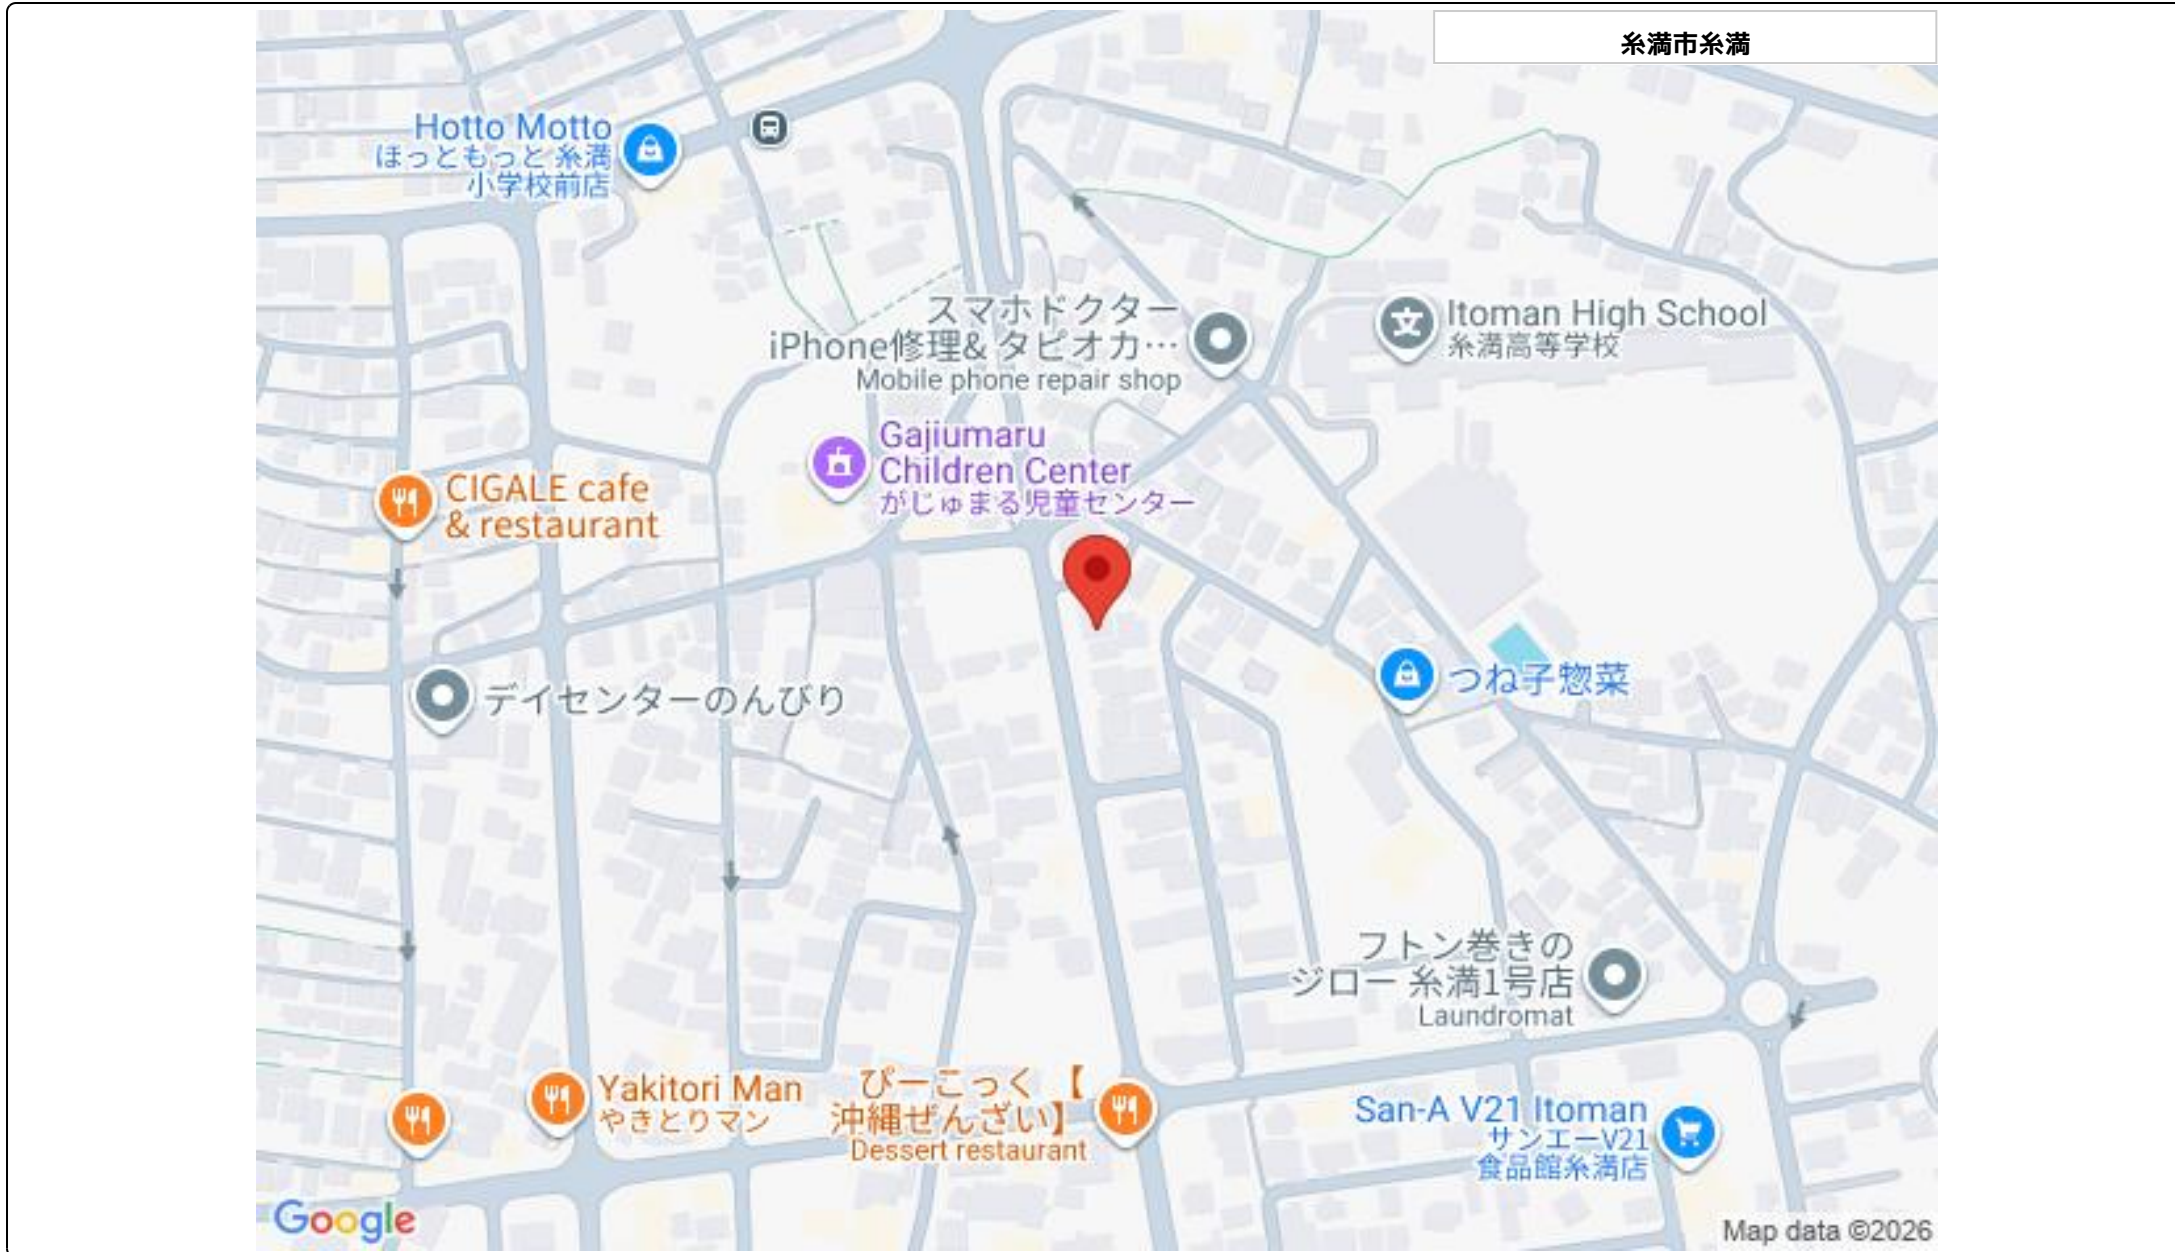 糸満市糸満
Hotto Motto
ほっともっと 糸満
小学校前店
スマホドクター
iPhone修理& タピオカ…
Mobile phone repair shop
Itoman High School
糸満高等学校
Gajiumaru
Children Center
がじゅまる児童センター
CIGALE cafe
& restaurant
デイセンターのんびり
つね子惣菜
フトン巻きの
ジロー 糸満1号店
Laundromat
Yakitori Man
やきとりマン
ぴーこっく 【
沖縄ぜんざい】
Dessert restaurant
San-A V21 Itoman
サンエーV21
食品館糸満店
Google
Map data ©2026